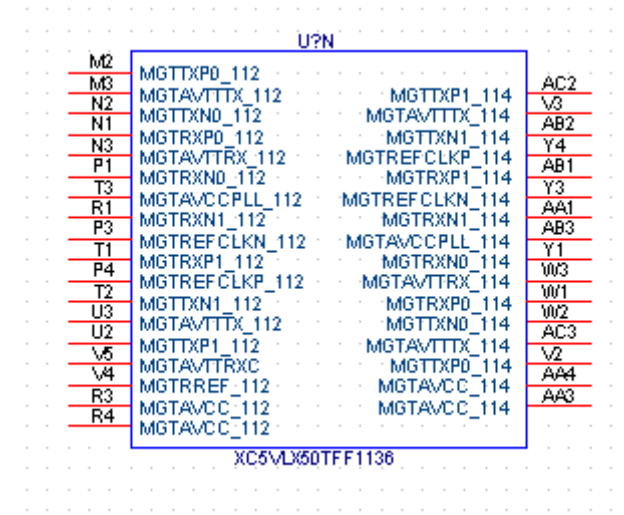 U?N
M2 MGTTXP0_112
M3 MGTAVTTTX_112 MGTTXP1_114 AC2
N2 MGTTXN0_112 MGTAVTTTX_114 V3
N1 MGTRXP0_112 MGTTXN1_114 AB2
N3 MGTAVTTRX_112 MGTREFCLKP_114 Y4
P1 MGTRXN0_112 MGTRXP1_114 AB1
T3 MGTAVCCPLL_112 MGTREFCLKN_114 Y3
R1 MGTRXN1_112 MGTRXN1_114 AA1
P3 MGTREFCLKN_112 MGTAVCCPLL_114 AB3
T1 MGTRXP1_112 MGTRXN0_114 Y1
P4 MGTREFCLKP_112 MGTAVTTRX_114 W3
T2 MGTTXN1_112 MGTRXP0_114 W1
U3 MGTAVTTTX_112 MGTTXN0_114 W2
U2 MGTTXP1_112 MGTAVTTTX_114 AC3
V5 MGTAVTTRXC MGTTXP0_114 V2
V4 MGTRREF_112 MGTAVCC_114 AA4
R3 MGTAVCC_112 MGTAVCC_114 AA3
R4 MGTAVCC_112
XC5VLX50TFF1136